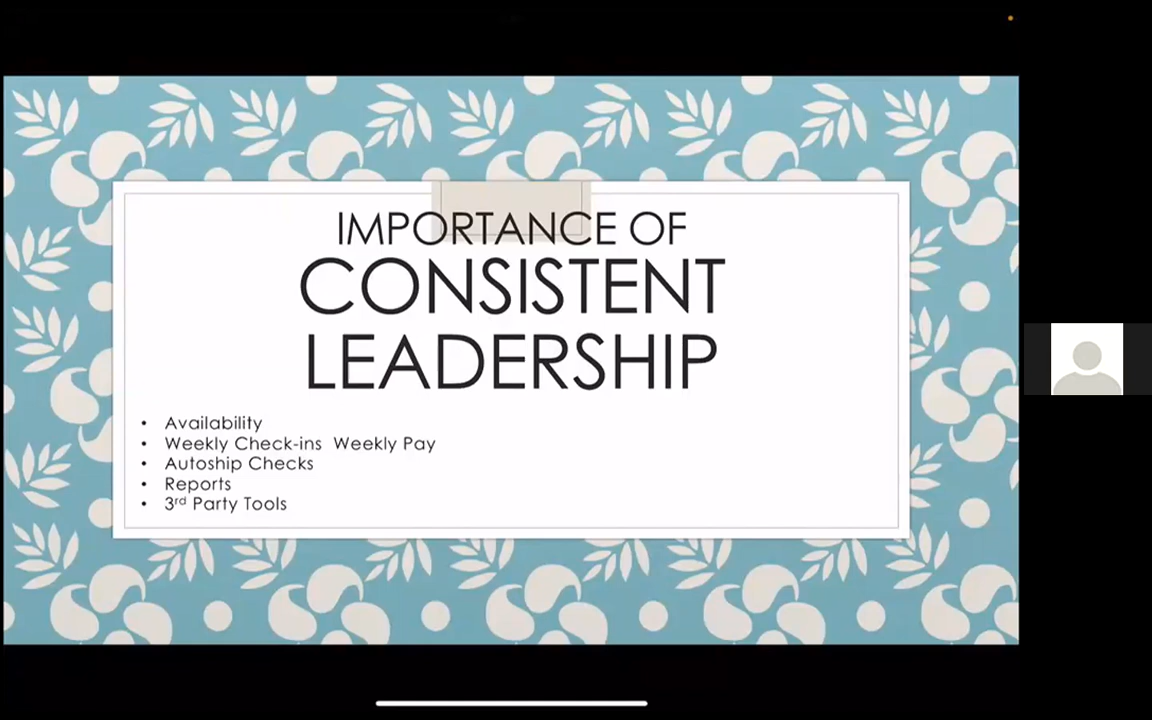 IMPORTANCE OF
CONSISTENT
LEADERSHIP
• Availability
• Weekly Check-ins Weekly Pay
• Autoship Checks
• Reports
• 3rd Party Tools